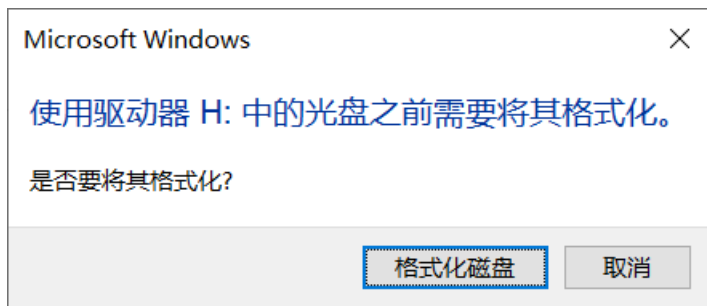 Microsoft Windows
使用驱动器 H: 中的光盘之前需要将其格式化。
是否要将其格式化?
格式化磁盘
取消